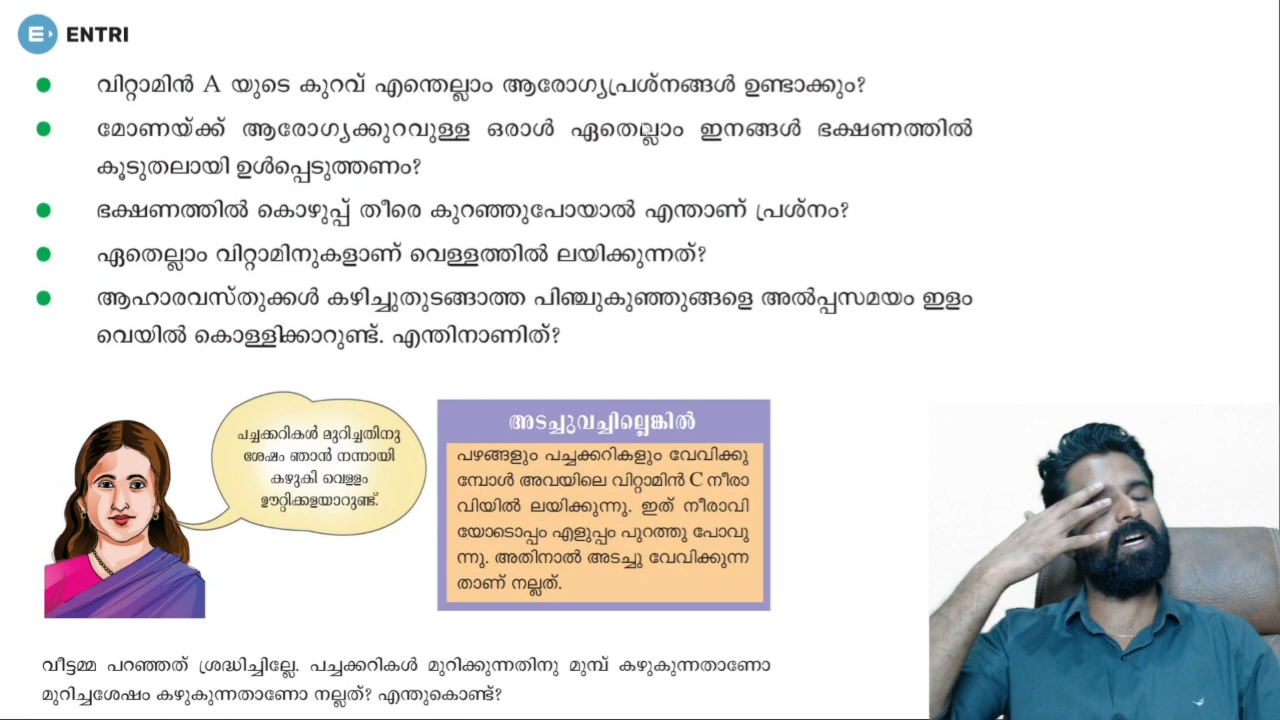 ENTRI
വിറ്റാമിൻ A യുടെ കുറവ് എന്തെല്ലാം ആരോഗ്യപ്രശ്നങ്ങൾ ഉണ്ടാക്കും?
മോണയ്ക്ക് ആരോഗ്യക്കുറവുള്ള ഒരാൾ ഏതെല്ലാം ഇനങ്ങൾ ഭക്ഷണത്തിൽ
കൂടുതലായി ഉൾപ്പെടുത്തണം?
ഭക്ഷണത്തിൽ കൊഴുപ്പ് തീരെ കുറഞ്ഞുപോയാൽ എന്താണ് പ്രശ്നം?
ഏതെല്ലാം വിറ്റാമിനുകളാണ് വെള്ളത്തിൽ ലയിക്കുന്നത്?
ആഹാരവസ്തുക്കൾ കഴിച്ചുതുടങ്ങാത്ത പിഞ്ചുകുഞ്ഞുങ്ങളെ അൽപ്പസമയം ഇളം
വെയിൽ കൊള്ളിക്കാറുണ്ട്. എന്തിനാണിത്?
പച്ചക്കറികൾ മുറിച്ചതിനു
ശേഷം ഞാൻ നന്നായി
കഴുകി വെള്ളം
ഊറ്റിക്കളയാറുണ്ട്.
അടച്ചുവച്ചില്ലെങ്കിൽ
പഴങ്ങളും പച്ചക്കറികളും വേവിക്കു
മ്പോൾ അവയിലെ വിറ്റാമിൻ C നീരാ
വിയിൽ ലയിക്കുന്നു. ഇത് നീരാവി
യോടൊപ്പം എളുപ്പം പുറത്തു പോവു
ന്നു. അതിനാൽ അടച്ചു വേവിക്കുന്ന
താണ് നല്ലത്.
വീട്ടമ്മ പറഞ്ഞത് ശ്രദ്ധിച്ചില്ലേ. പച്ചക്കറികൾ മുറിക്കുന്നതിനു മുമ്പ് കഴുകുന്നതാണോ
മുറിച്ചശേഷം കഴുകുന്നതാണോ നല്ലത്? എന്തുകൊണ്ട്?